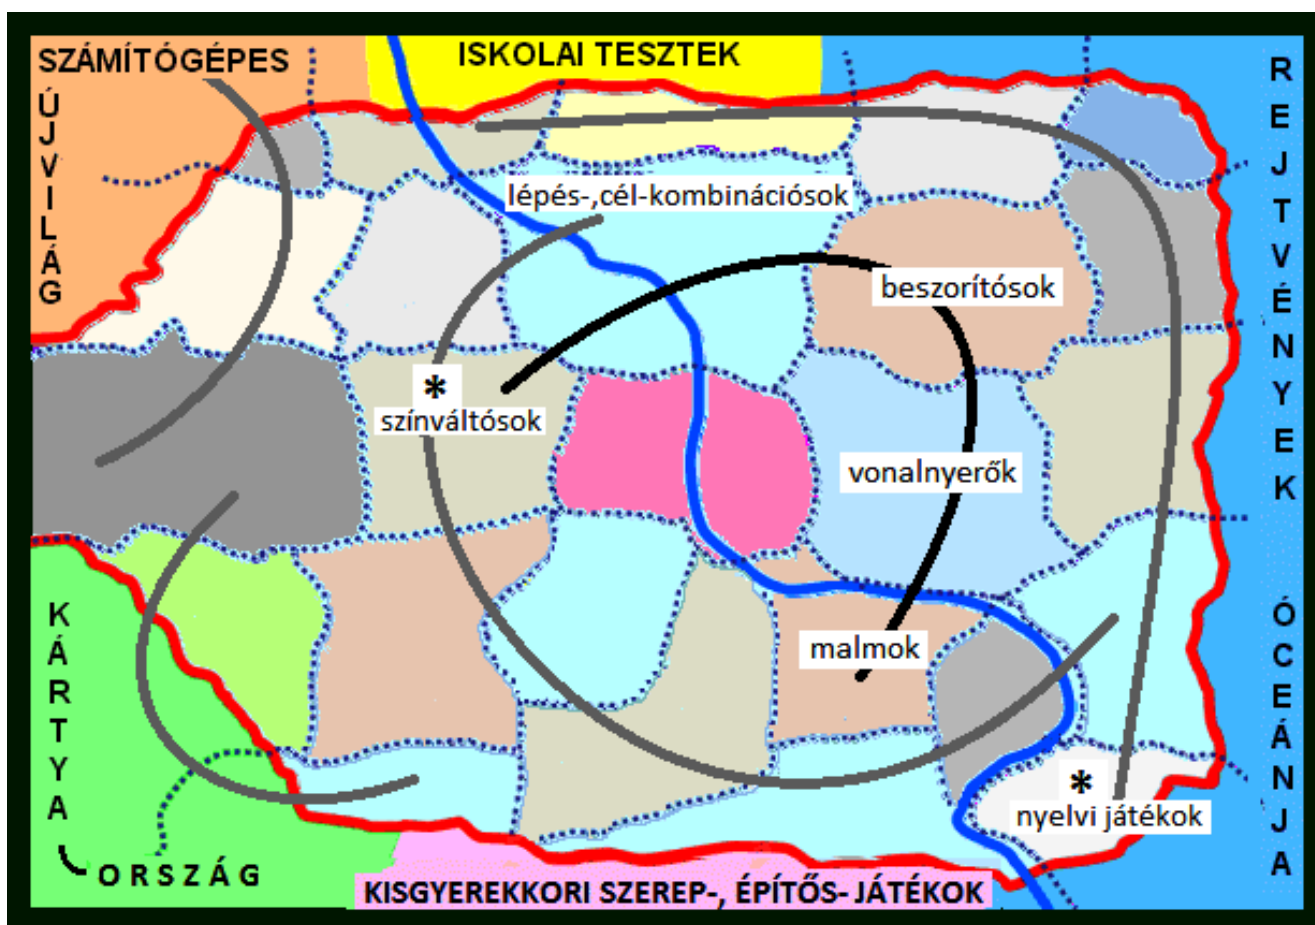 SZÁMÍTÓGÉPES
ÚJVILÁG
ISKOLAI TESZTEK
REJTVÉNYEK ÓCEÁNJA
lépés-,cél-kombinációsok
beszorítósok
*
színváltósok
vonalnyerők
malmok
*
nyelvi játékok
KÁRTYA
ORSZÁG
KISGYEREKKORI SZEREP-, ÉPÍTŐS-JÁTÉKOK